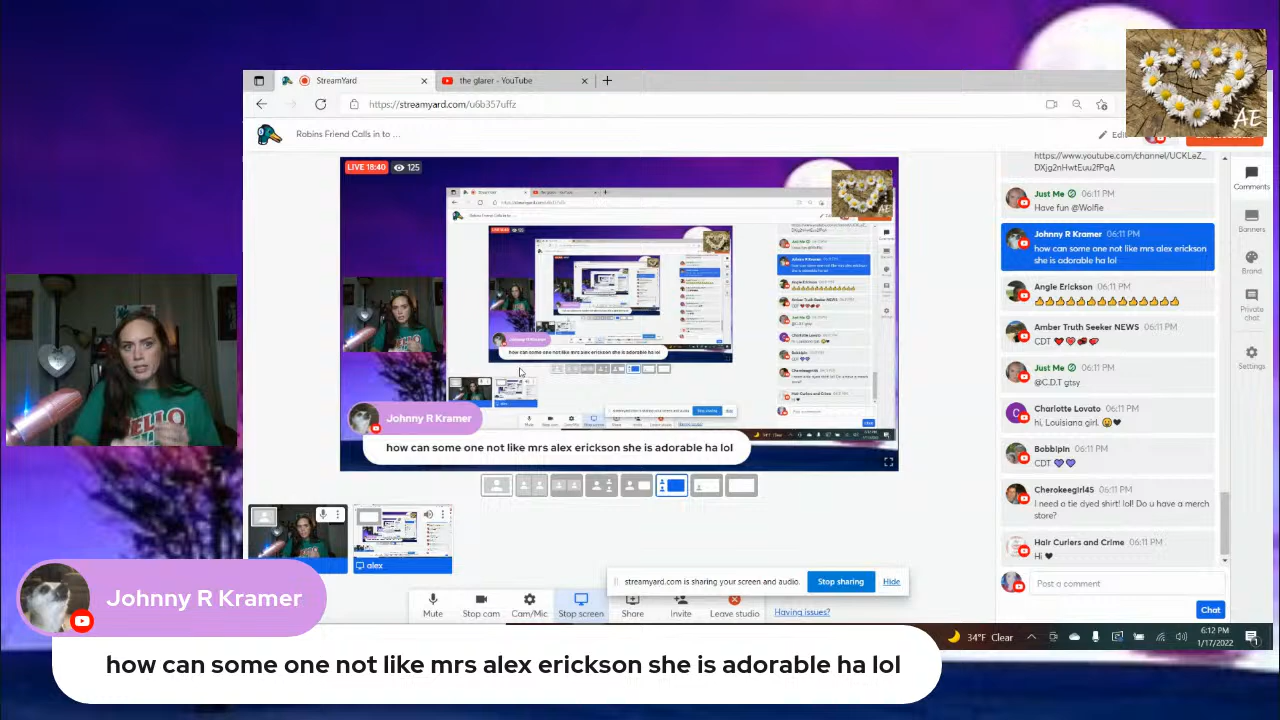 StreamYard
the glarer - YouTube
https://streamyard.com/u6b357uffz
AE
Robins Friend Calls in to ...
LIVE 18:40 125
AE
https://www.youtube.com/channel/UCKLeZ_
DXjg2nHwtEuu2fPqA
Just Me 06:11 PM
Have fun @Wolfie
Johnny R Kramer 06:11 PM
how can some one not like mrs alex erickson
she is adorable ha lol
Angie Erickson 06:11 PM
👍👍👍👍👍👍👍👍👍👍👍👍👍👍
Amber Truth Seeker NEWS 06:11 PM
CDT ❤️💔🥀❤️
Just Me 06:11 PM
@C.D.T gtsy
Charlotte Lovato 06:11 PM
hi, Louisiana girl. 😀🖤
Bobblpin 06:11 PM
CDT 💜💜
Cherokeegirl45 06:11 PM
I need a tie dyed shirt! lol! Do u have a merch
store?
Hair Curlers and Crime 06:11 PM
Hi ♥
Post a comment
Chat
Comments
Banners
Brand
Private
chat
Settings
Johnny R Kramer
how can some one not like mrs alex erickson she is adorable ha lol
HELLO
alex
streamyard.com is sharing your screen and audio.
Stop sharing
Hide
Mute
Stop cam
Cam/Mic
Stop screen
Share
Invite
Leave studio
Having issues?
34°F Clear
6:12 PM
1/17/2022
Johnny R Kramer
how can some one not like mrs alex erickson she is adorable ha lol